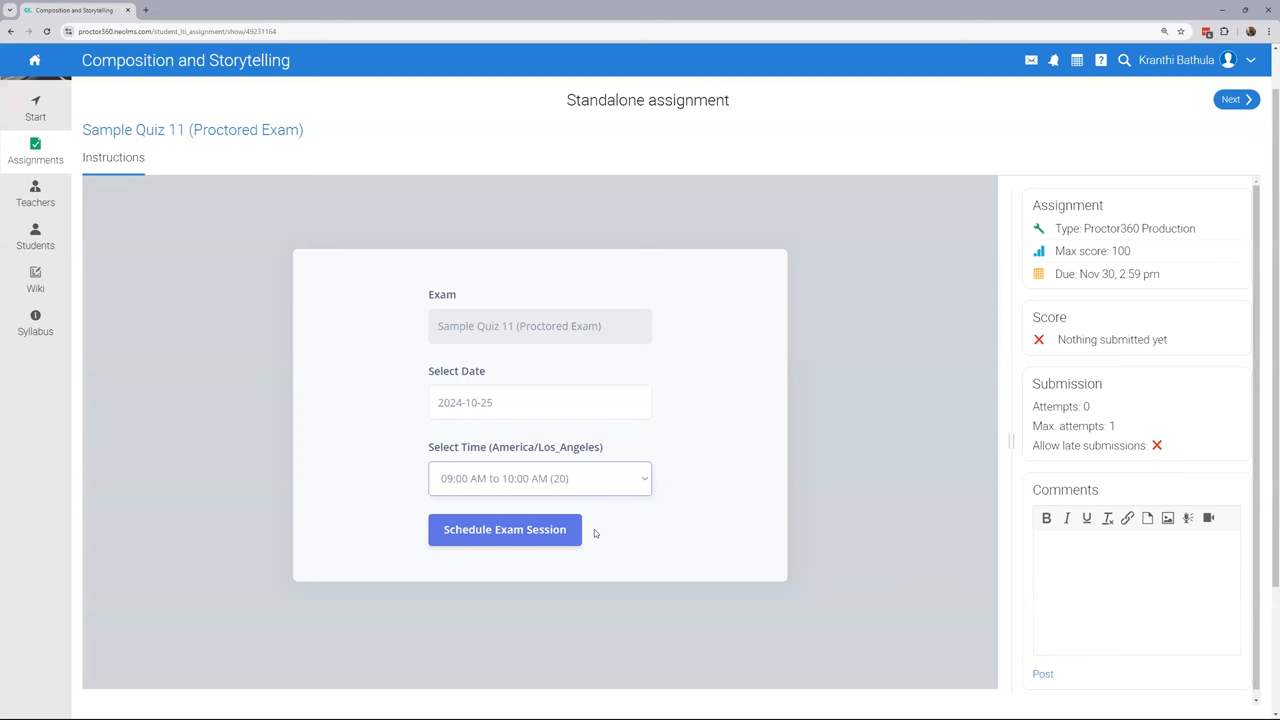 Composition and Storytelling
proctor360.neolms.com/student_lti_assignment/show/49231164
Composition and Storytelling
Kranthi Bathula
Standalone assignment
Next
Start
Assignments
Teachers
Students
Wiki
Syllabus
Sample Quiz 11 (Proctored Exam)
Instructions
Exam
Sample Quiz 11 (Proctored Exam)
Select Date
2024-10-25
Select Time (America/Los_Angeles)
09:00 AM to 10:00 AM (20)
Schedule Exam Session
Assignment
Type: Proctor360 Production
Max score: 100
Due: Nov 30, 2:59 pm
Score
Nothing submitted yet
Submission
Attempts: 0
Max. attempts: 1
Allow late submissions:
Comments
B I U
Post